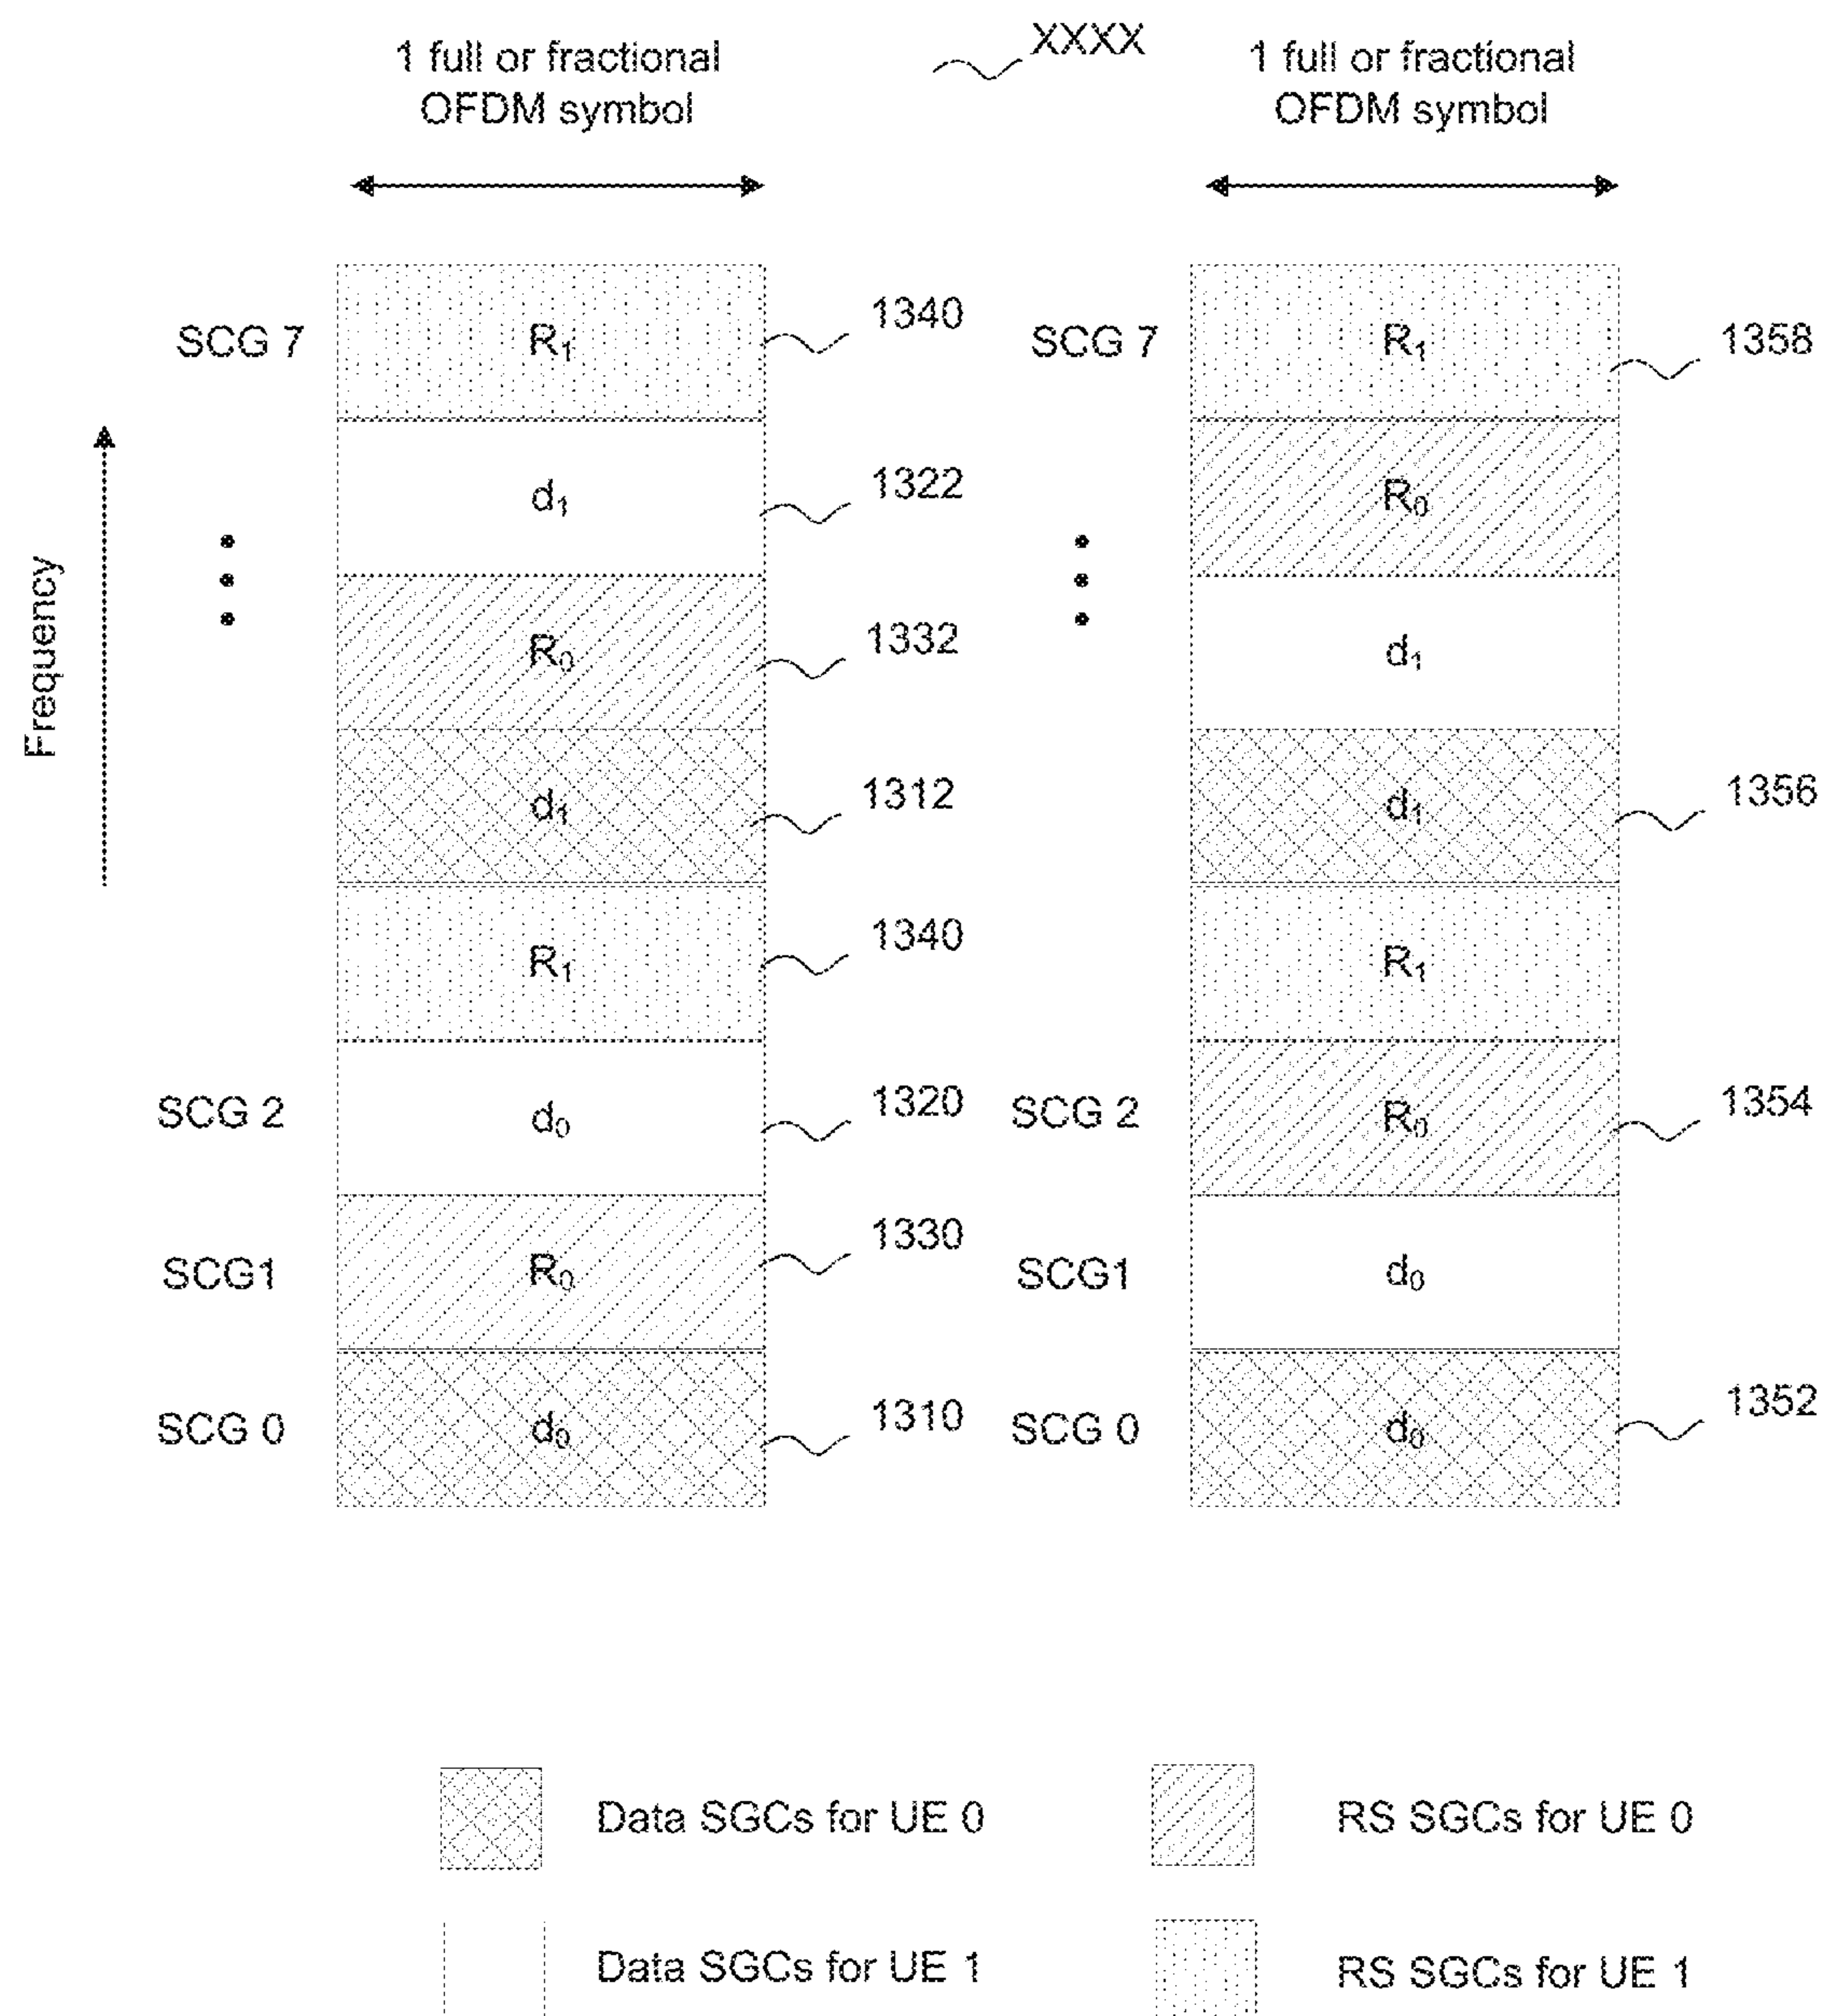 XXXX
1 full or fractional
OFDM symbol
1 full or fractional
OFDM symbol
Frequency
SCG 7
R1
1340
d1
1322
R0
1332
d1
1312
R1
1340
SCG 2
d0
1320
SCG1
R0
1330
SCG 0
d0
1310
SCG 7
R1
1358
R0
d1
d1
1356
R1
SCG 2
R0
1354
SCG1
d0
SCG 0
d0
1352
Data SGCs for UE 0
RS SGCs for UE 0
Data SGCs for UE 1
RS SGCs for UE 1